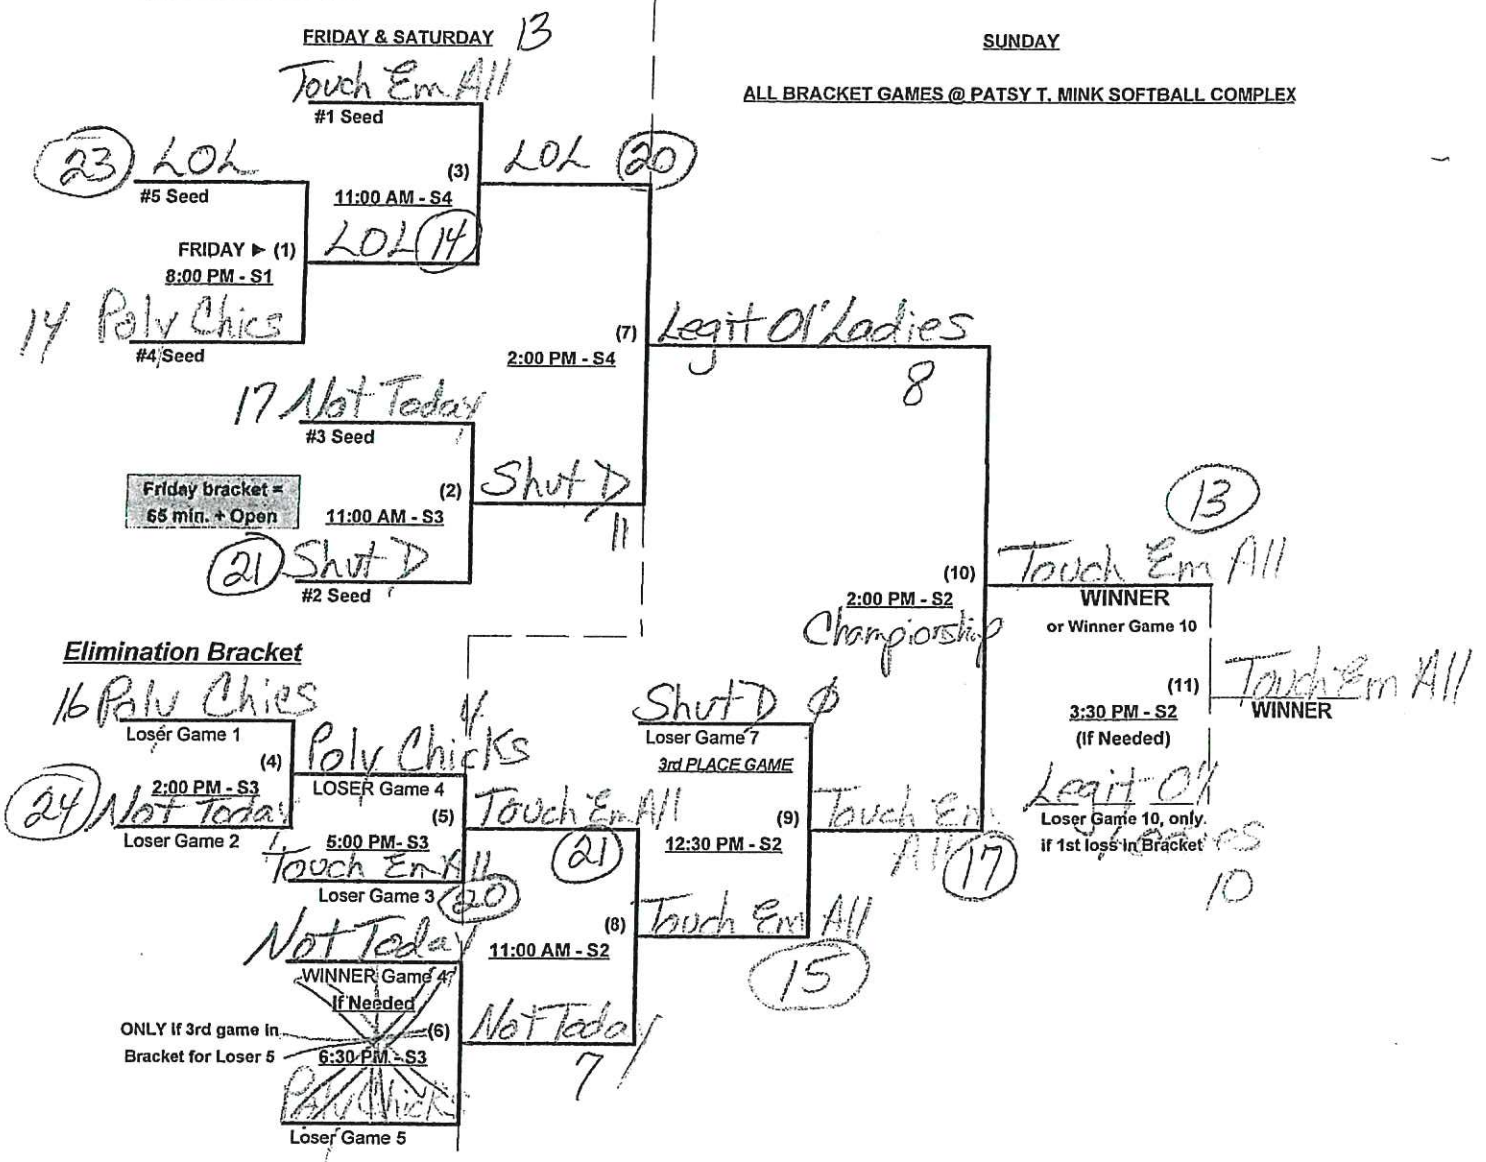 FRIDAY & SATURDAY 13
SUNDAY
ALL BRACKET GAMES @ PATSY T. MINK SOFTBALL COMPLEX
Touch Em All
#1 Seed
23 LOL
#5 Seed
(3)
11:00 AM - S4
LOL 20
FRIDAY ► (1)
8:00 PM - S1
LOL 14
14 Poly Chics
#4 Seed
(7)
2:00 PM - S4
Legit Ol' Ladies
8
17 Not Today
#3 Seed
Friday bracket =
65 min. + Open
(2)
11:00 AM - S3
Shut D
11
21 Shut D
#2 Seed
13
(10)
2:00 PM - S2
Championship
Touch Em All
WINNER
or Winner Game 10
(11)
3:30 PM - S2
(If Needed)
Touch Em All
WINNER
Legit Ol'
Loser Game 10, only
if 1st loss in Bracket
Ladies
10
Elimination Bracket
16 Poly Chics
Loser Game 1
(4)
2:00 PM - S3
24 Not Today
Loser Game 2
Poly Chicks
LOSER Game 4
(5)
5:00 PM- S3
Touch Em All
Loser Game 3
20
Touch Em All
21
Shut D 0
Loser Game 7
3rd PLACE GAME
(9)
12:30 PM - S2
Touch Em
All 17
(8)
11:00 AM - S2
Touch Em All
15
Not Today
WINNER Game 4
If Needed
ONLY if 3rd game in
Bracket for Loser 5
(6)
6:30 PM - S3
Not Today
7
Poly Chicks
Loser Game 5